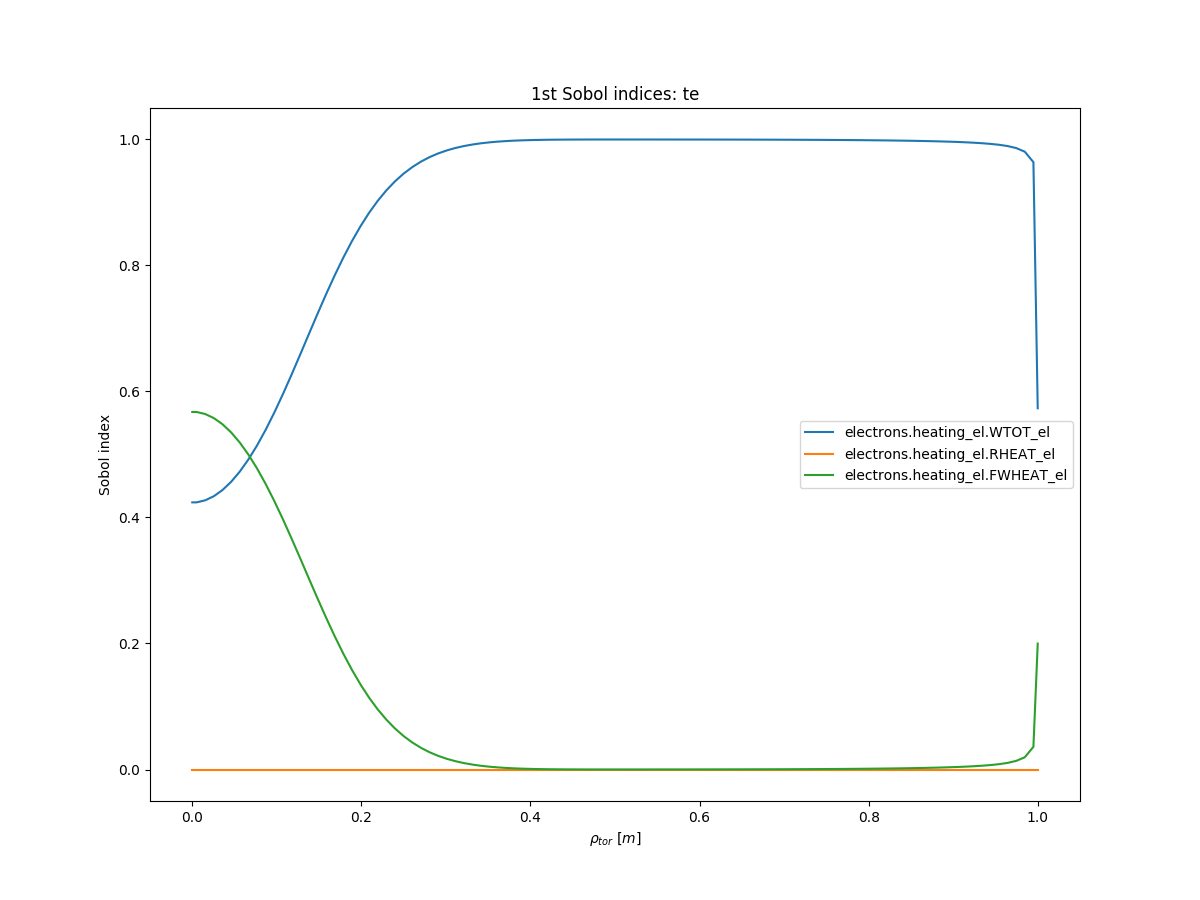 1st Sobol indices: te
1.0
0.8
0.6
0.4
0.2
0.0
Sobol index
electrons.heating_el.WTOT_el
electrons.heating_el.RHEAT_el
electrons.heating_el.FWHEAT_el
0.0 0.2 0.4 0.6 0.8 1.0
ρtor [m]